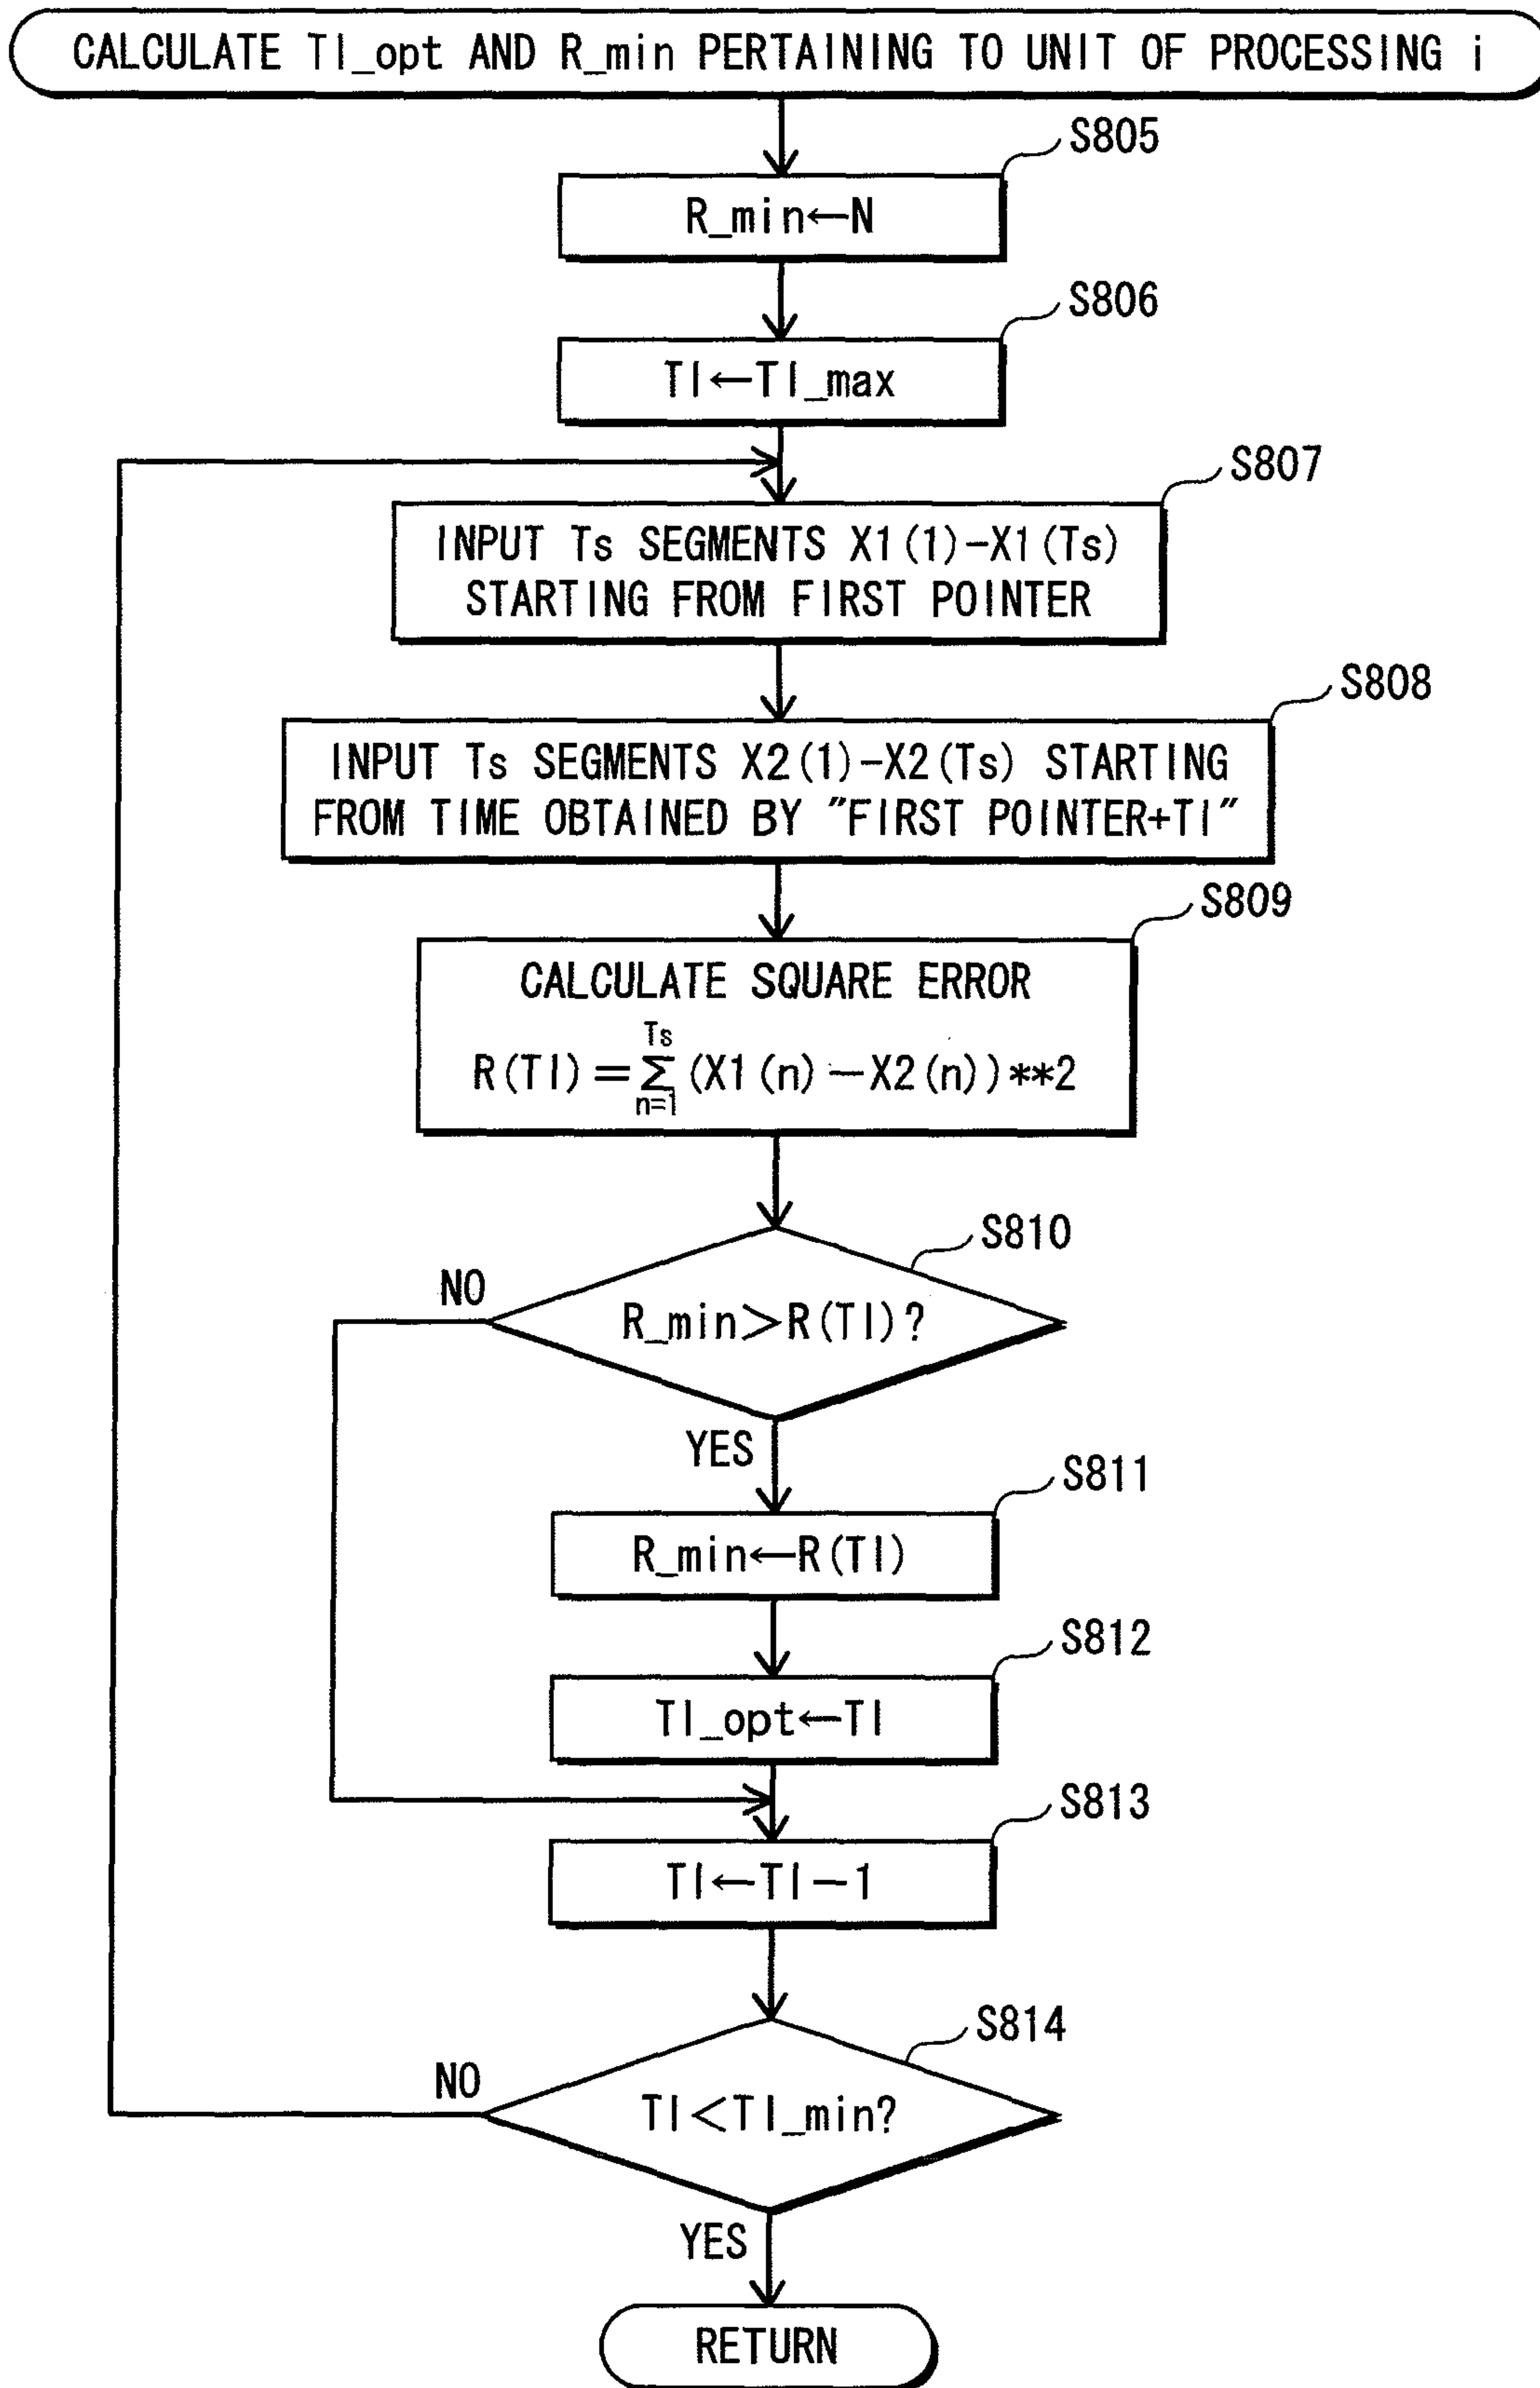 CALCULATE TI_opt AND R_min PERTAINING TO UNIT OF PROCESSING i
S805
R_min←N
S806
TI←TI_max
S807
INPUT Ts SEGMENTS X1(1)-X1(Ts)
STARTING FROM FIRST POINTER
S808
INPUT Ts SEGMENTS X2(1)-X2(Ts) STARTING
FROM TIME OBTAINED BY "FIRST POINTER+TI"
S809
CALCULATE SQUARE ERROR
Ts
R(TI)=∑(X1(n)-X2(n))**2
n=1
S810
NO
R_min>R(TI)?
YES
S811
R_min←R(TI)
S812
TI_opt←TI
S813
TI←TI-1
S814
NO
TI<TI_min?
YES
RETURN